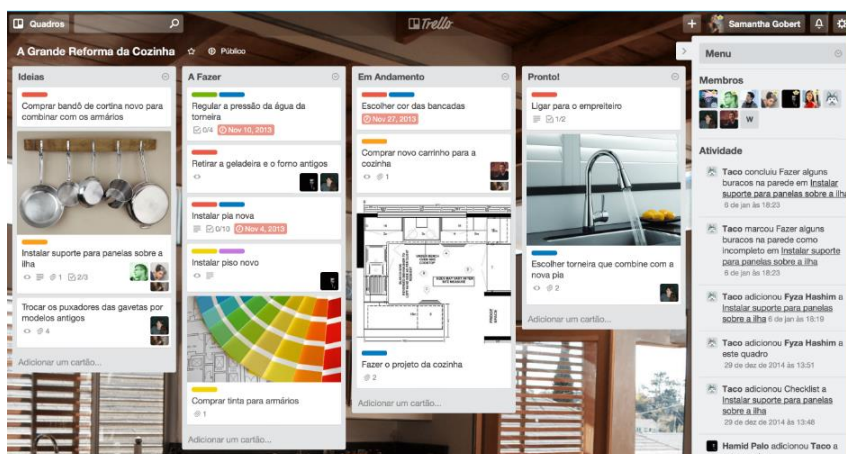 Quadros
Trello
Samantha Gobert
A Grande Reforma da Cozinha
Público
Ideias
Comprar bandô de cortina novo para
combinar com os armários
Instalar suporte para panelas sobre a
ilha
1
2/3
Trocar os puxadores das gavetas por
modelos antigos
4
Adicionar um cartão...
A Fazer
Regular a pressão da água da
torneira
0/4 Nov 10, 2013
Retirar a geladeira e o forno antigos
Instalar pia nova
0/13 Nov 4, 2013
Instalar piso novo
Comprar tinta para armários
1
Adicionar um cartão...
Em Andamento
Escolher cor das bancadas
Nov 27, 2013
Comprar novo carrinho para a
cozinha
1
Fazer o projeto da cozinha
2
Adicionar um cartão...
Pronto!
Ligar para o empreiteiro
1/2
Escolher torneira que combine com a
nova pia
2
Adicionar um cartão...
Menu
Membros
W
Atividade
Taco concluiu Fazer alguns
buracos na parede em Instalar
suporte para panelas sobre a ilha
6 de jan às 18:23
Taco marcou Fazer alguns
buracos na parede como
incompleto em Instalar suporte
para panelas sobre a ilha
6 de jan às 18:23
Taco adicionou Fyza Hashim a
Instalar suporte para panelas
sobre a ilha 6 de jan às 18:19
Taco adicionou Fyza Hashim a
este quadro
29 de dez de 2014 às 13:51
Taco adicionou Checklist a
Instalar suporte para panelas
sobre a ilha
29 de dez de 2014 às 13:46
Hamid Palo adicionou Taco a